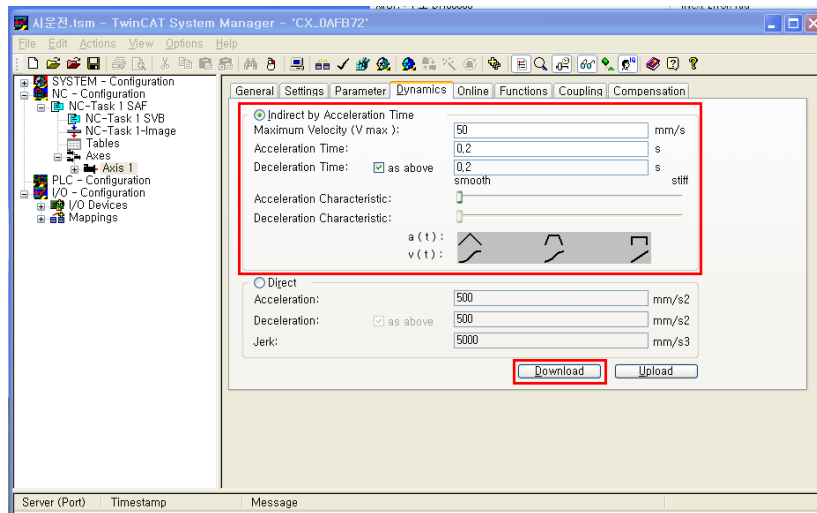 시운전.tsm - TwinCAT System Manager - 'CX_0AFB72'
File Edit Actions View Options Help
SYSTEM - Configuration
NC - Configuration
NC-Task 1 SAF
NC-Task 1 SVB
NC-Task 1-Image
Tables
Axes
Axis 1
PLC - Configuration
I/O - Configuration
I/O Devices
Mappings
General Settings Parameter Dynamics Online Functions Coupling Compensation
Indirect by Acceleration Time
Maximum Velocity (V max ): 50 mm/s
Acceleration Time: 0,2 s
Deceleration Time: as above 0,2 s
smooth stiff
Acceleration Characteristic:
Deceleration Characteristic:
a(t):
v(t):
Direct
Acceleration: 500 mm/s2
Deceleration: as above 500 mm/s2
Jerk: 5000 mm/s3
Download Upload
Server (Port) Timestamp Message